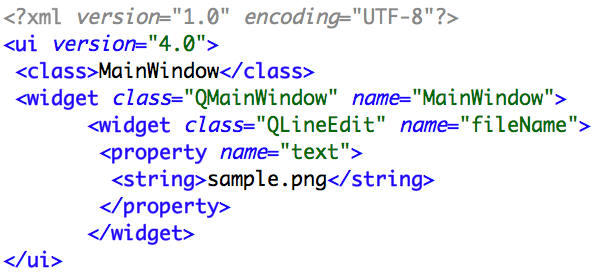 <?xml version="1.0" encoding="UTF-8"?>
<ui version="4.0">
<class>MainWindow</class>
<widget class="QMainWindow" name="MainWindow">
<widget class="QLineEdit" name="fileName">
<property name="text">
<string>sample.png</string>
</property>
</widget>
</ui>